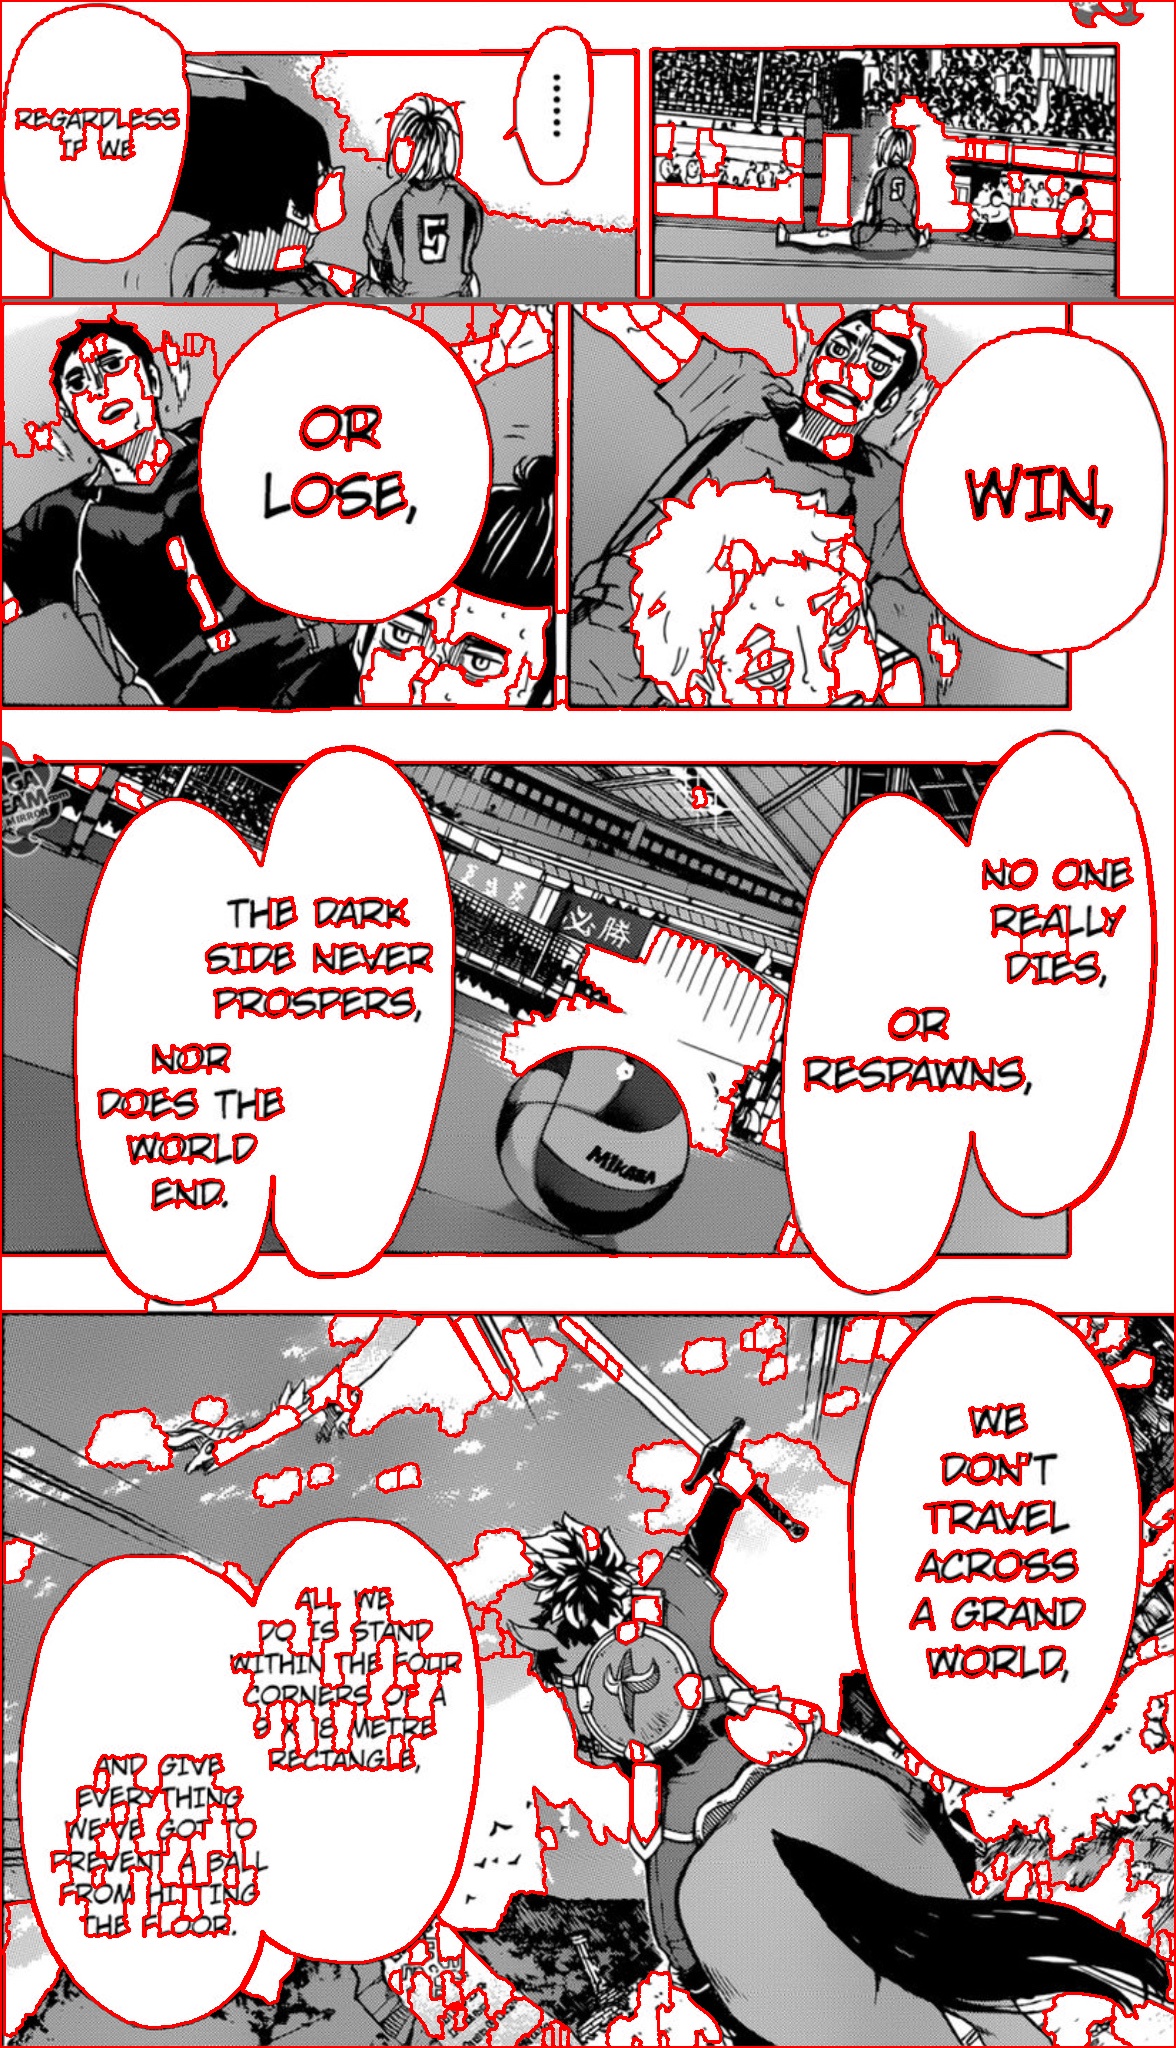 ......
REGARDLESS
IF WE
5
5
WIN,
OR
LOSE,
NO ONE
REALLY
DIES,
OR
RESPAWNS,
必勝
MIKASA
THE DARK
SIDE NEVER
PROSPERS,
NOR
DOES THE
WORLD
END.
WE
DON'T
TRAVEL
ACROSS
A GRAND
WORLD,
ALL WE
DO IS STAND
WITHIN THE FOUR
CORNERS OF A
9 X 18 METRE
RECTANGLE,
AND GIVE
EVERYTHING
WE'VE GOT TO
PREVENT A BALL
FROM HITTING
THE FLOOR.